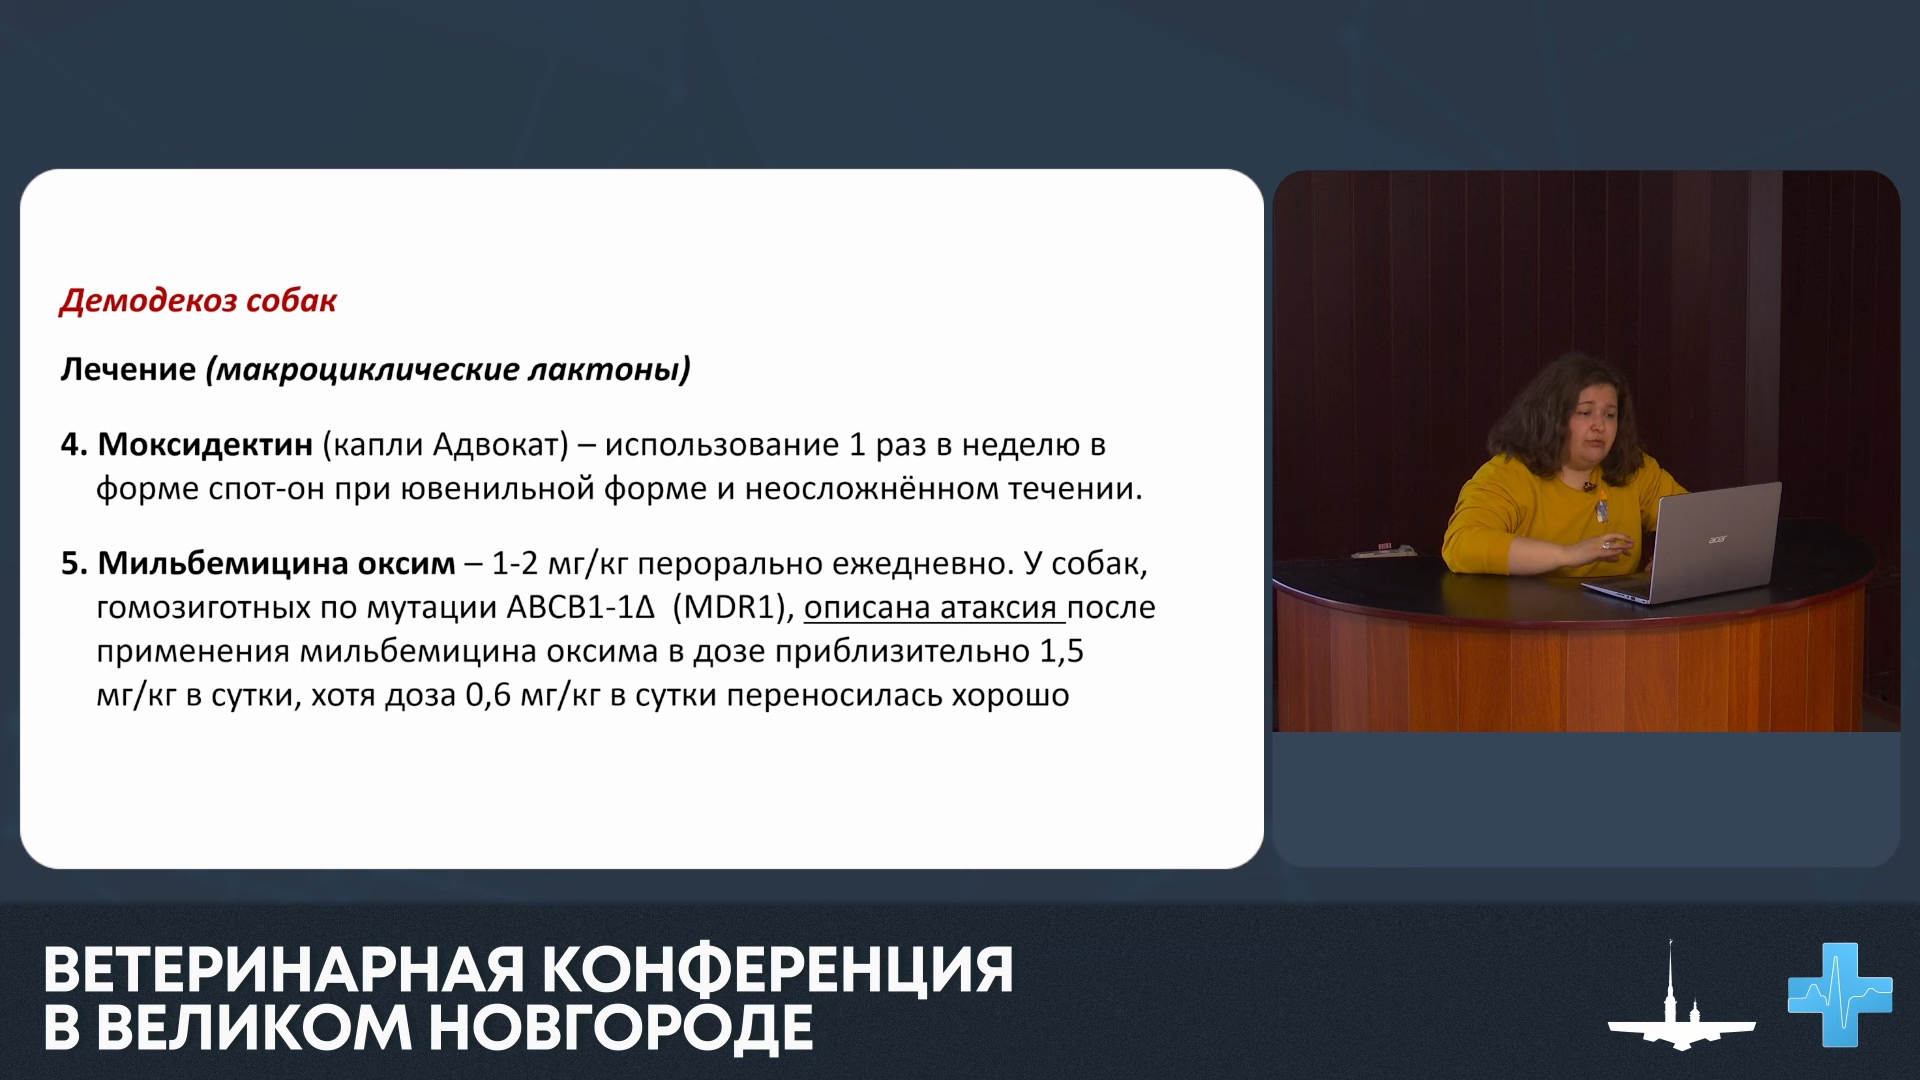 Демодекоз собак
Лечение (макроциклические лактоны)
4. Моксидектин (капли Адвокат) – использование 1 раз в неделю в
форме спот-он при ювенильной форме и неосложнённом течении.
5. Мильбемицина оксим – 1-2 мг/кг перорально ежедневно. У собак,
гомозиготных по мутации ABCB1-1Δ (MDR1), описана атаксия после
применения мильбемицина оксима в дозе приблизительно 1,5
мг/кг в сутки, хотя доза 0,6 мг/кг в сутки переносилась хорошо
acer
ВЕТЕРИНАРНАЯ КОНФЕРЕНЦИЯ
В ВЕЛИКОМ НОВГОРОДЕ